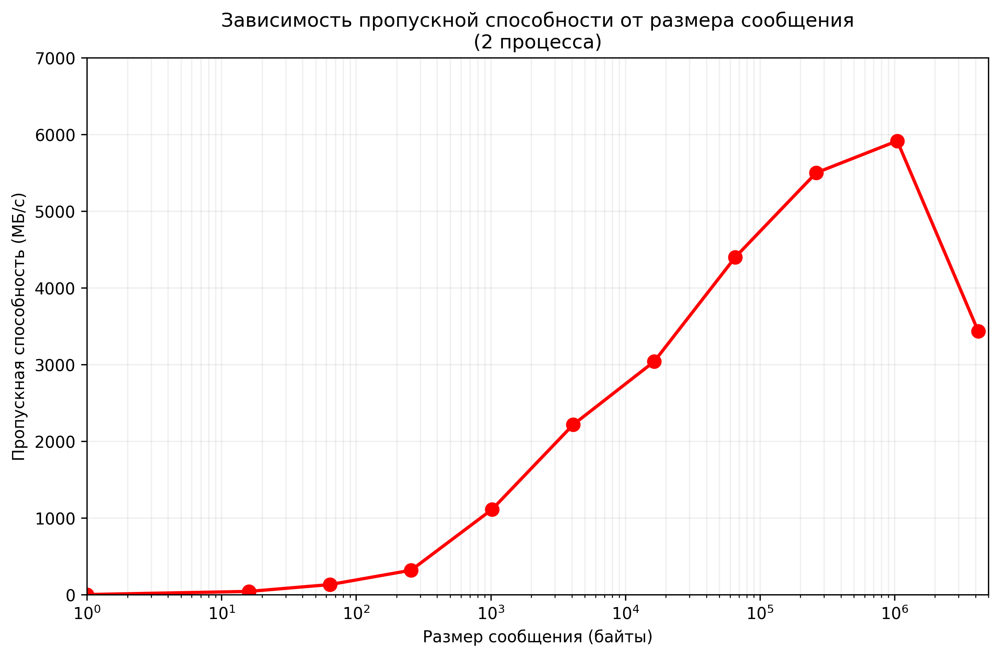 Зависимость пропускной способности от размера сообщения
(2 процесса)
7000
6000
5000
4000
3000
2000
1000
0
Пропускная способность (МБ/с)
10⁰ 10¹ 10² 10³ 10⁴ 10⁵ 10⁶
Размер сообщения (байты)